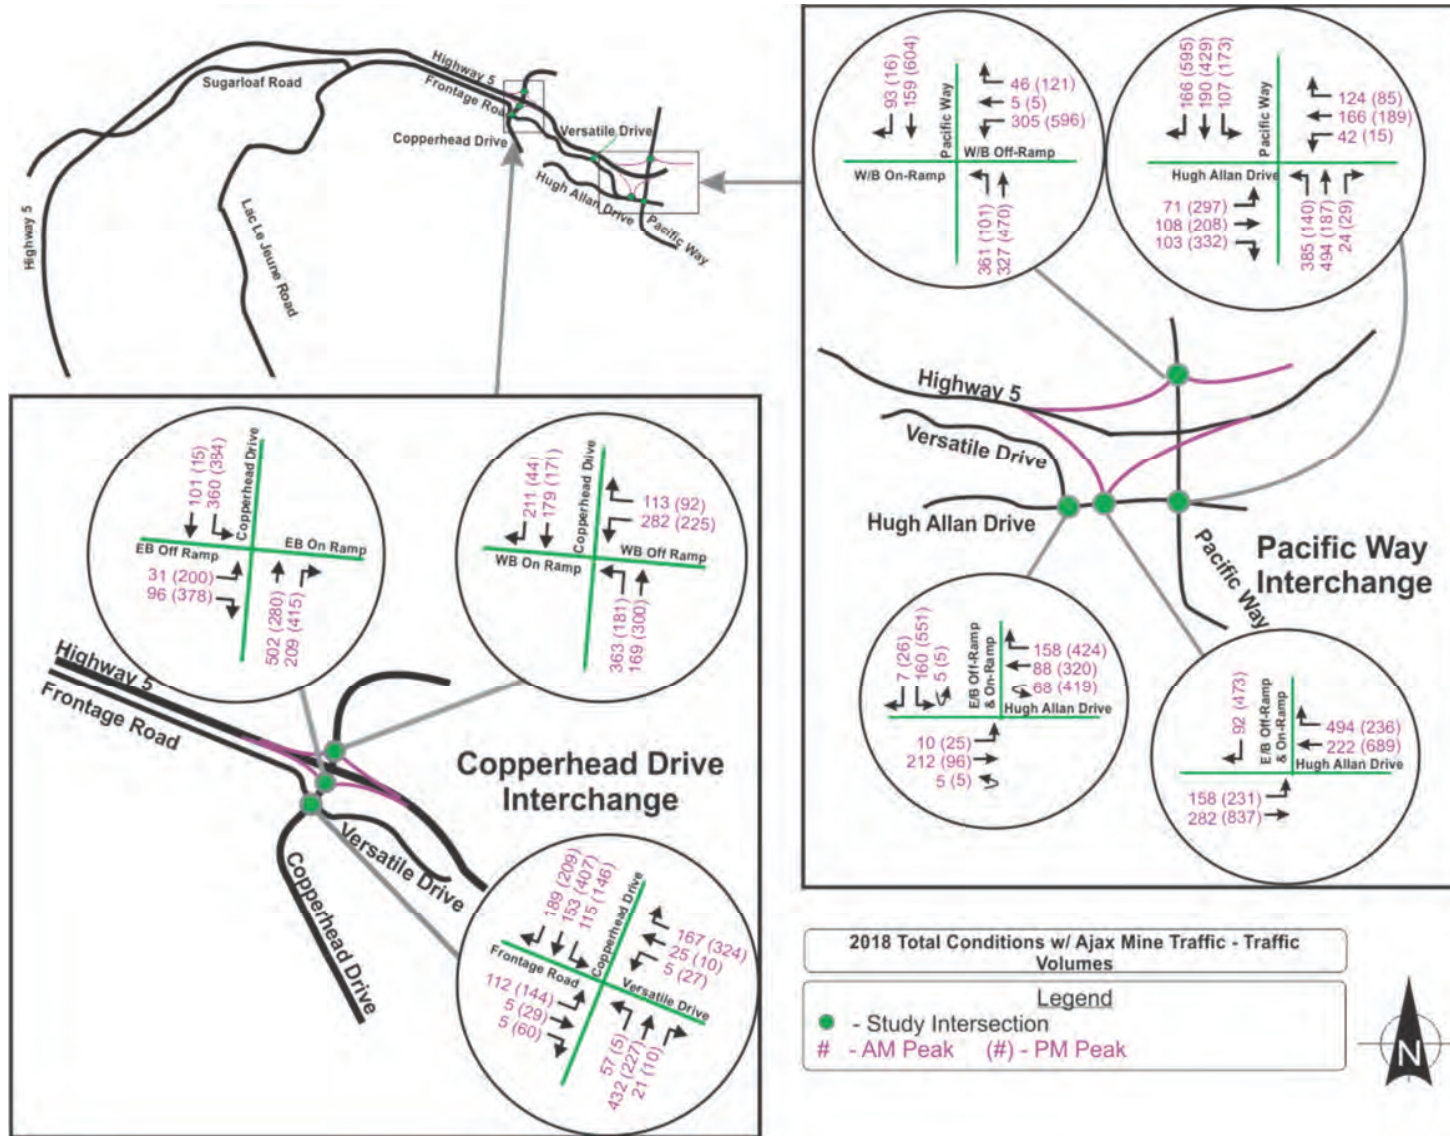 Highway 5
Sugarloaf Road
Frontage Road
Copperhead Drive
Versatile Drive
Hugh Allan Drive
Pacific Way
Lac Le Jeune Road
Highway 5
93 (16)
159 (604)
Pacific Way
46 (121)
5 (5)
305 (596)
W/B Off-Ramp
W/B On-Ramp
361 (101)
327 (470)
166 (595)
190 (429)
107 (173)
Pacific Way
124 (85)
166 (189)
42 (15)
Hugh Allan Drive
71 (297)
108 (208)
103 (332)
385 (140)
494 (187)
24 (29)
Highway 5
Versatile Drive
Hugh Allan Drive
Pacific Way
Pacific Way
Interchange
7 (26)
160 (551)
5 (5)
E/B Off-Ramp
& On-Ramp
158 (424)
88 (320)
68 (419)
Hugh Allan Drive
10 (25)
212 (96)
5 (5)
92 (473)
E/B Off-Ramp
& On-Ramp
494 (236)
222 (689)
Hugh Allan Drive
158 (231)
282 (837)
101 (15)
360 (384)
Copperhead Drive
EB Off Ramp
EB On Ramp
31 (200)
96 (378)
502 (280)
209 (415)
211 (44)
179 (171)
Copperhead Drive
113 (92)
282 (225)
WB On Ramp
WB Off Ramp
363 (181)
169 (300)
Highway 5
Frontage Road
Copperhead Drive
Interchange
Versatile Drive
Copperhead Drive
189 (209)
153 (407)
115 (146)
Copperhead Drive
167 (324)
25 (10)
5 (27)
Frontage Road
Versatile Drive
112 (144)
5 (29)
5 (60)
57 (5)
432 (227)
21 (10)
2018 Total Conditions w/ Ajax Mine Traffic - Traffic
Volumes
Legend
- Study Intersection
# - AM Peak (#) - PM Peak
N